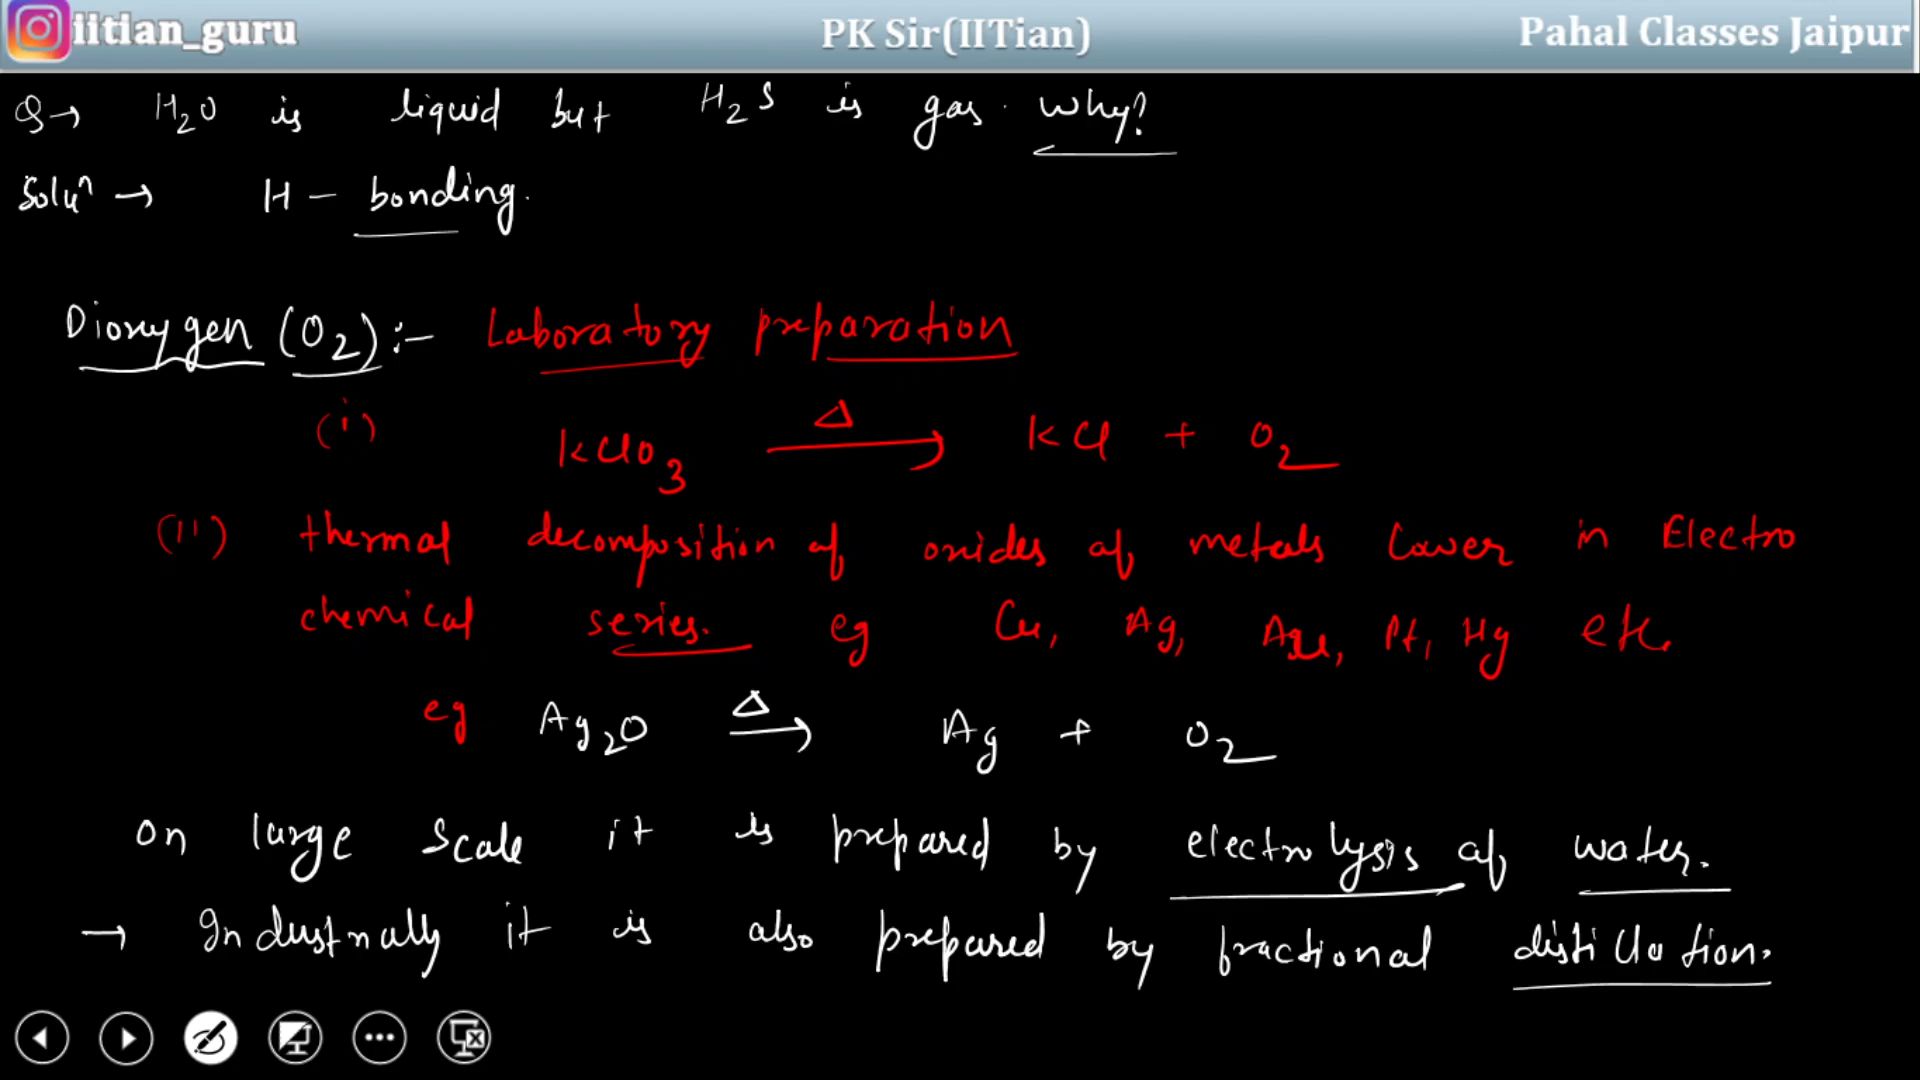 iitian_guru PK Sir(IITian) Pahal Classes Jaipur
Q→ H₂O is liquid but H₂S is gas. Why?
Soluⁿ → H - bonding.
Dioxygen (O₂):- Laboratory preparation
(i) KClO₃ —Δ→ KCl + O₂
(ii) thermal decomposition of oxides of metals lower in Electro
chemical series. eg Cu, Ag, Au, Pt, Hg etc.
eg Ag₂O —Δ→ Ag + O₂
On large scale it is prepared by electrolysis of water.
→ Industrially it is also prepared by fractional distillation.